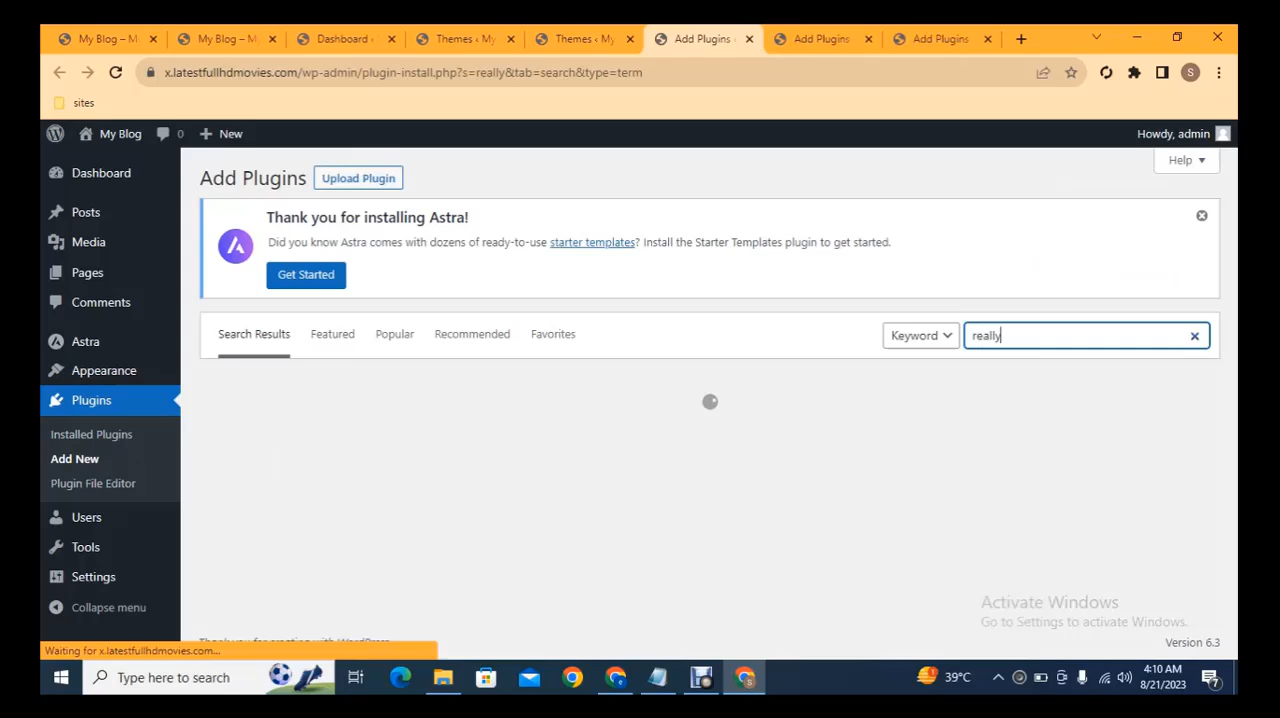 My Blog – M
My Blog – M
Dashboard ‹
Themes ‹ My
Themes ‹ My
Add Plugins ‹
Add Plugins
Add Plugins
x.latestfullhdmovies.com/wp-admin/plugin-install.php?s=really&tab=search&type=term
S
sites
My Blog
0
New
Howdy, admin
Help
Dashboard
Posts
Media
Pages
Comments
Astra
Appearance
Plugins
Installed Plugins
Add New
Plugin File Editor
Users
Tools
Settings
Collapse menu
Add Plugins
Upload Plugin
Thank you for installing Astra!
Did you know Astra comes with dozens of ready-to-use starter templates? Install the Starter Templates plugin to get started.
Get Started
Search Results
Featured
Popular
Recommended
Favorites
Keyword
really
Activate Windows
Go to Settings to activate Windows.
Version 6.3
Waiting for x.latestfullhdmovies.com...
Type here to search
39°C
4:10 AM
8/21/2023
7